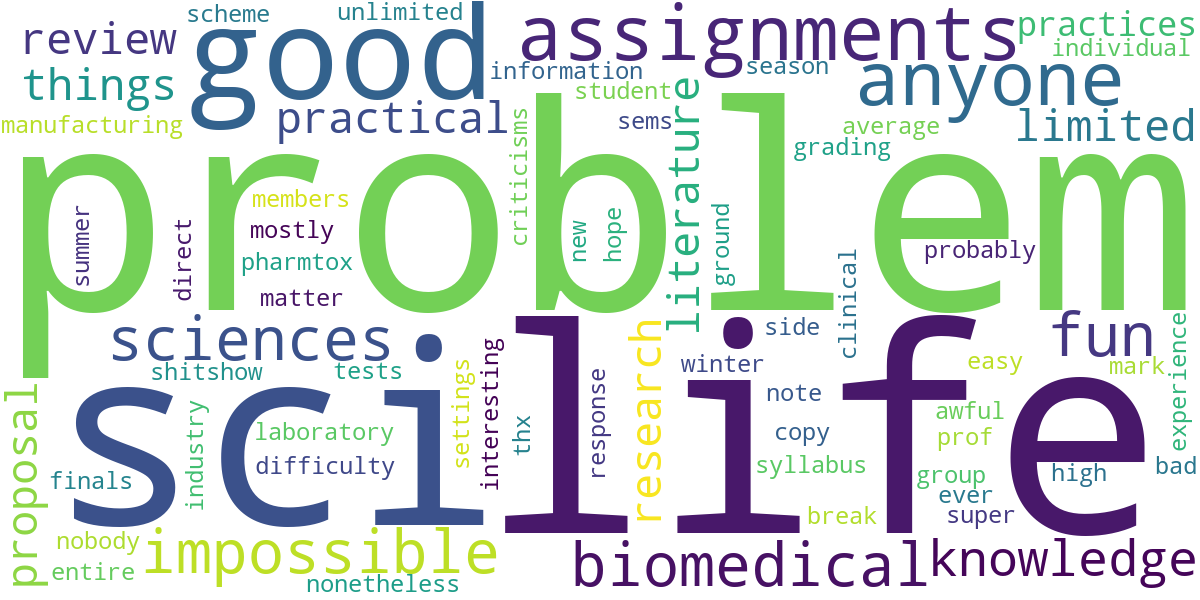 scheme
unlimited
good
assignments
practices
individual
review
things
information
season
anyone
student
manufacturing
practical
sems
average
limited
grading
problem
criticisms
literature
members
mostly
pharmtox
matter
summer
direct
new
hope
ground
clinical
probably
sciences
sci
life
side
fun
winter
easy
mark
experience
shitshow
tests
settings
interesting
thx
response
research
note
copy
awful
prof
syllabus
group
high
bad
proposal
industry
laboratory
difficulty
finals
ever
super
break
nobody
entire
impossible
nonetheless
biomedical
knowledge